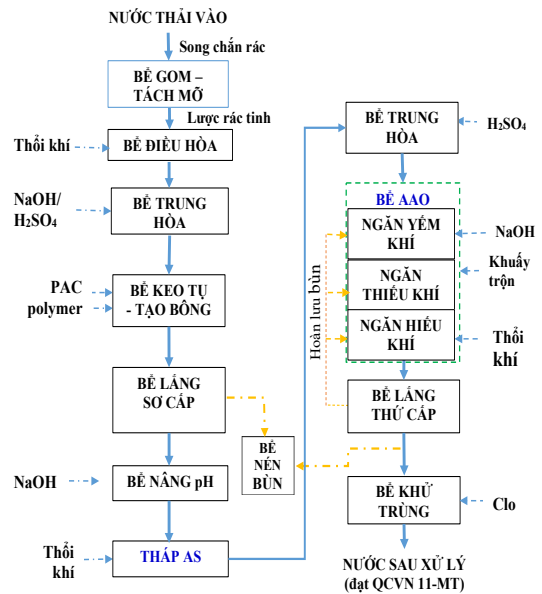 NƯỚC THẢI VÀO
Song chắn rác
BỂ GOM –
TÁCH MỠ
Lược rác tinh
Thổi khí
BỂ ĐIỀU HÒA
NaOH/
H₂SO₄
BỂ TRUNG
HÒA
PAC
polymer
BỂ KEO TỤ
- TẠO BÔNG
BỂ LẮNG
SƠ CẤP
BỂ
NÉN
BÙN
NaOH
BỂ NÂNG pH
Thổi
khí
THÁP AS
BỂ TRUNG
HÒA
H₂SO₄
BỂ AAO
NGĂN YẾM
KHÍ
NaOH
Khuấy
trộn
NGĂN
THIẾU KHÍ
NGĂN HIẾU
KHÍ
Thổi
khí
Hoàn lưu bùn
BỂ LẮNG
THỨ CẤP
BỂ KHỬ
TRÙNG
Clo
NƯỚC SAU XỬ LÝ
(đạt QCVN 11-MT)